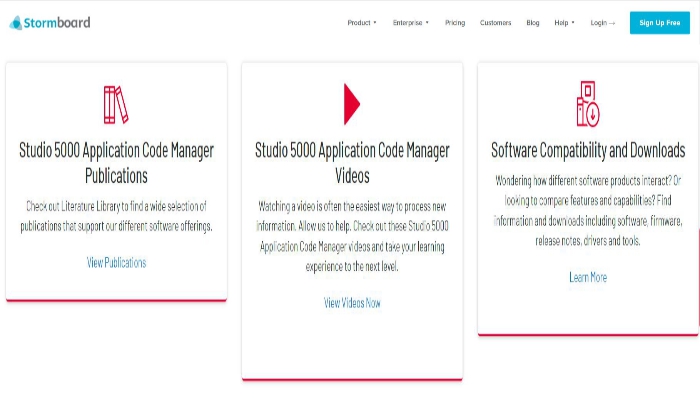 Stormboard
Product
Enterprise
Pricing
Customers
Blog
Help
Login →
Sign Up Free
Studio 5000 Application Code Manager
Publications
Check out Literature Library to find a wide selection of
publications that support our different software offerings.
View Publications
Studio 5000 Application Code Manager
Videos
Watching a video is often the easiest way to process new
information. Allow us to help. Check out these Studio 5000
Application Code Manager videos and take your learning
experience to the next level.
View Videos Now
Software Compatibility and Downloads
Wondering how different software products interact? Or
looking to compare features and capabilities? Find
information and downloads including software, firmware,
release notes, drivers and tools.
Learn More